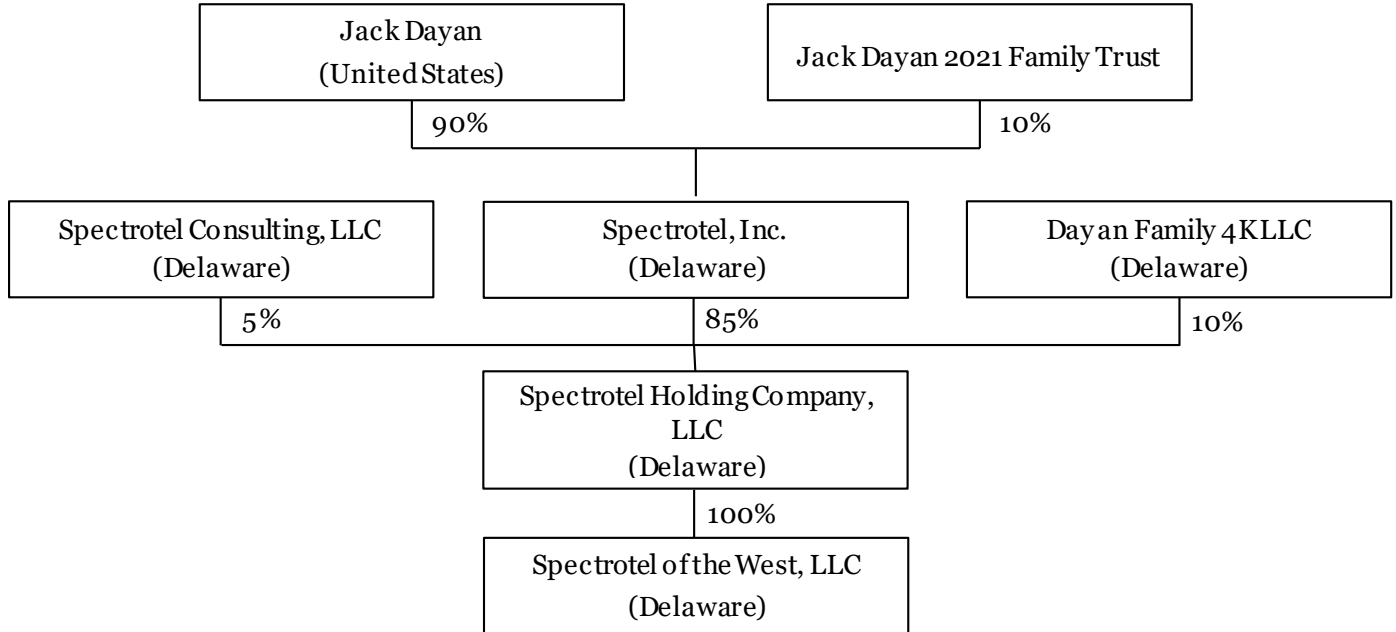 Jack Dayan
(United States)
Jack Dayan 2021 Family Trust
90%
10%
Spectrotel Consulting, LLC
(Delaware)
Spectrotel, Inc.
(Delaware)
Dayan Family 4K LLC
(Delaware)
5%
85%
10%
Spectrotel Holding Company,
LLC
(Delaware)
100%
Spectrotel of the West, LLC
(Delaware)